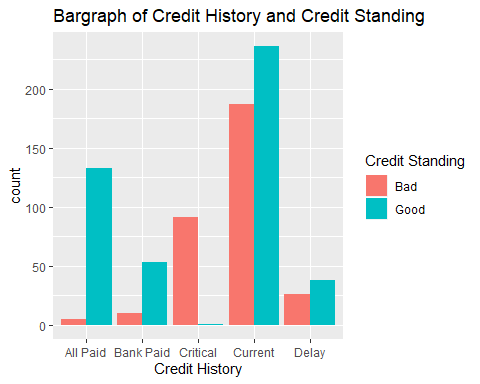 Bargraph of Credit History and Credit Standing
200
150
100
50
0
count
All Paid Bank Paid Critical Current Delay
Credit History
Credit Standing
Bad
Good